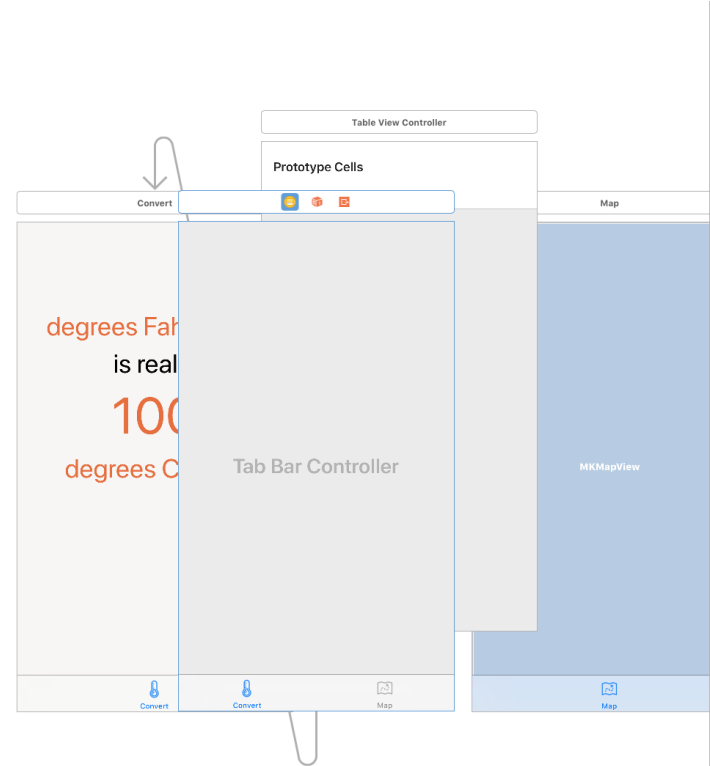 Table View Controller
Prototype Cells
Convert
Map
degrees Fah
is real
100
degrees C
Tab Bar Controller
MKMapView
Convert
Convert
Map
Map